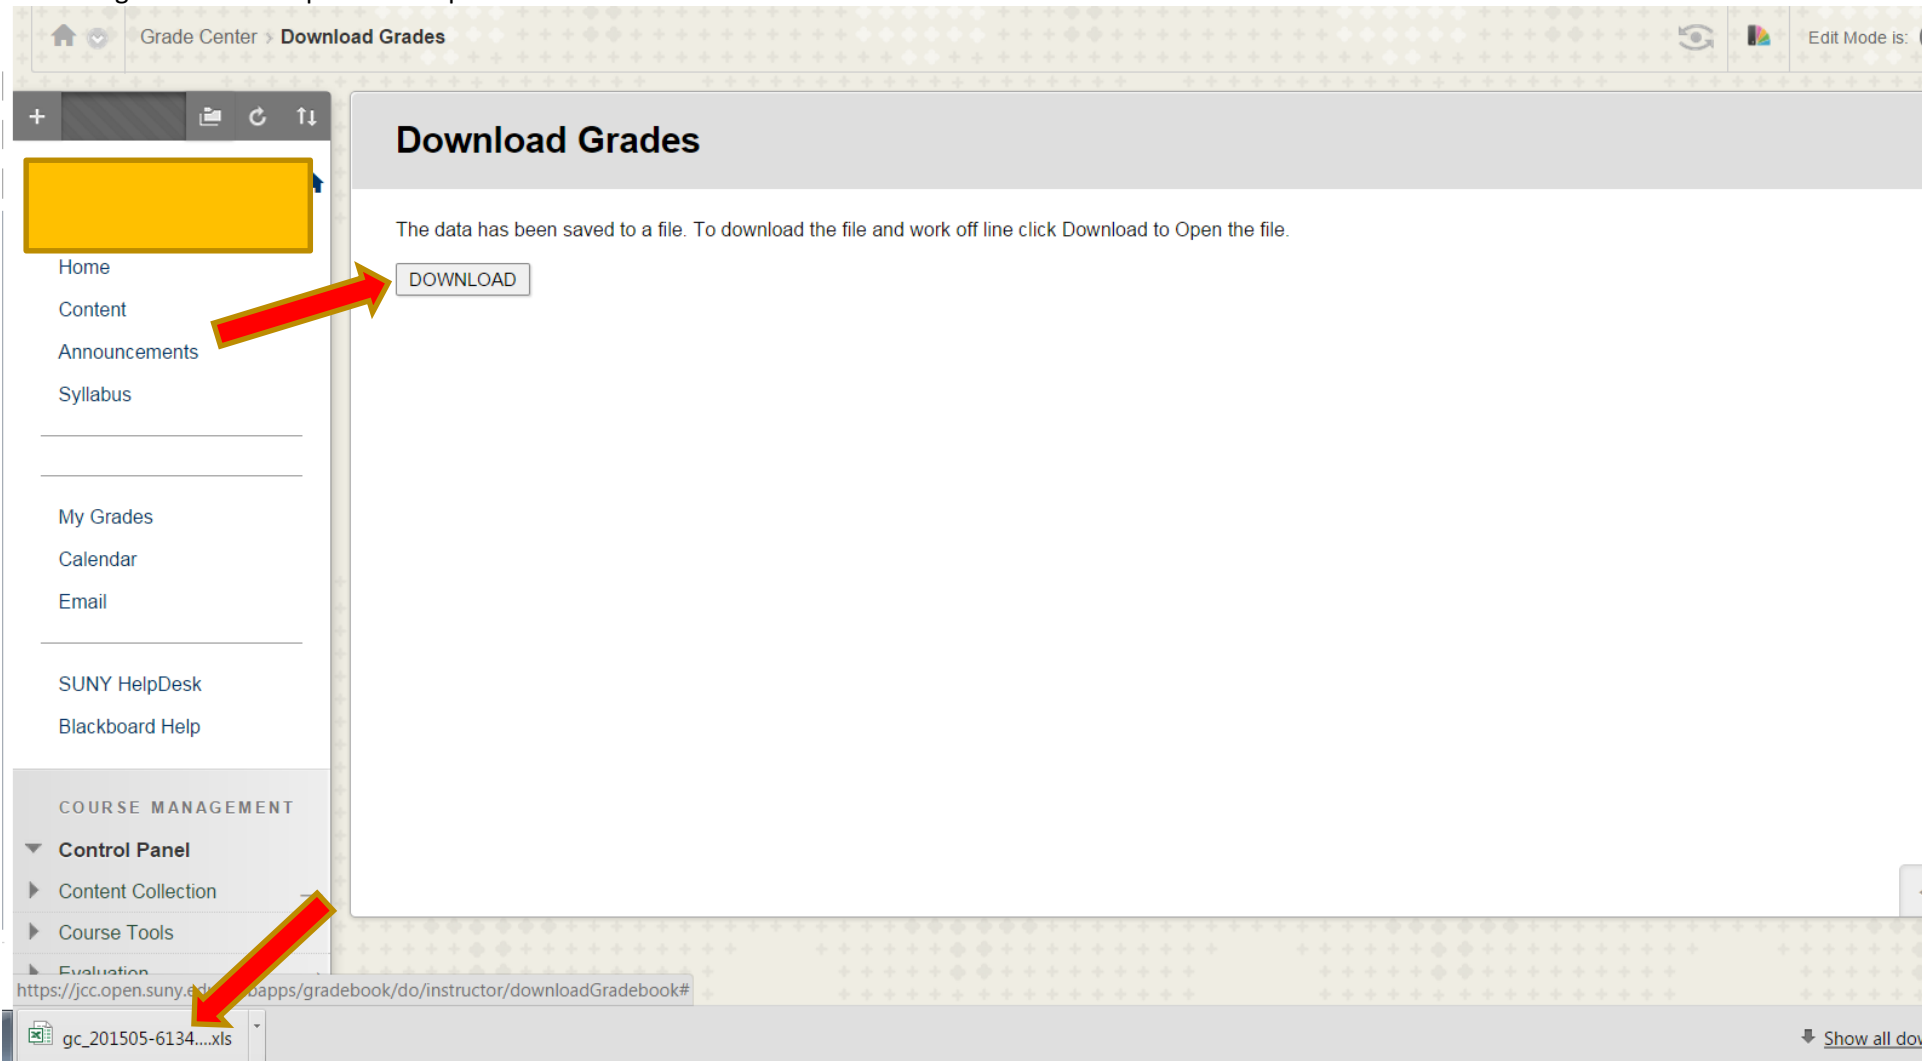 Grade Center > Download Grades
Edit Mode is:
Download Grades
The data has been saved to a file. To download the file and work off line click Download to Open the file.
DOWNLOAD
Home
Content
Announcements
Syllabus
My Grades
Calendar
Email
SUNY HelpDesk
Blackboard Help
COURSE MANAGEMENT
Control Panel
Content Collection
Course Tools
Evaluation
https://jcc.open.suny.ed bapps/gradebook/do/instructor/downloadGradebook#
gc_201505-6134....xls
Show all dow